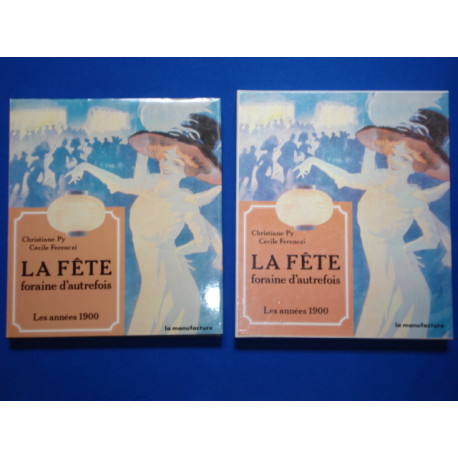 Christiane Py
Cécile Ferenczi
LA FÊTE
foraine d'autrefois
Les années 1900
la manufacture
Christiane Py
Cécile Ferenczi
LA FÊTE
foraine d'autrefois
Les années 1900
la manufacture